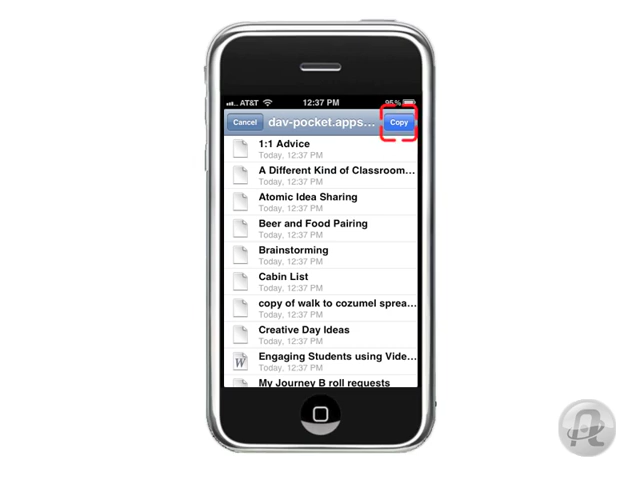 AT&T 12:37 PM 95%
Cancel dav-pocket.apps... Copy
1:1 Advice
Today, 12:37 PM
A Different Kind of Classroom...
Today, 12:37 PM
Atomic Idea Sharing
Today, 12:37 PM
Beer and Food Pairing
Today, 12:37 PM
Brainstorming
Today, 12:37 PM
Cabin List
Today, 12:37 PM
copy of walk to cozumel sprea...
Today, 12:37 PM
Creative Day Ideas
Today, 12:37 PM
W
Engaging Students using Vide...
Today, 12:37 PM
My Journey B roll requests